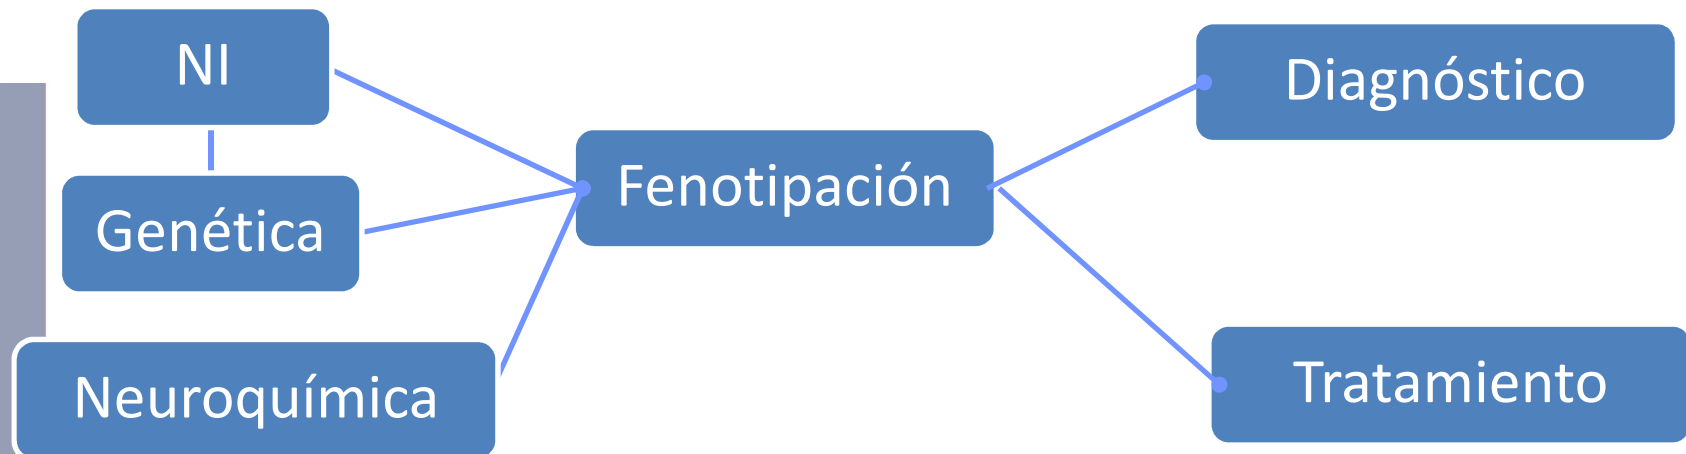 NI
Genética
Neuroquímica
Fenotipación
Diagnóstico
Tratamiento